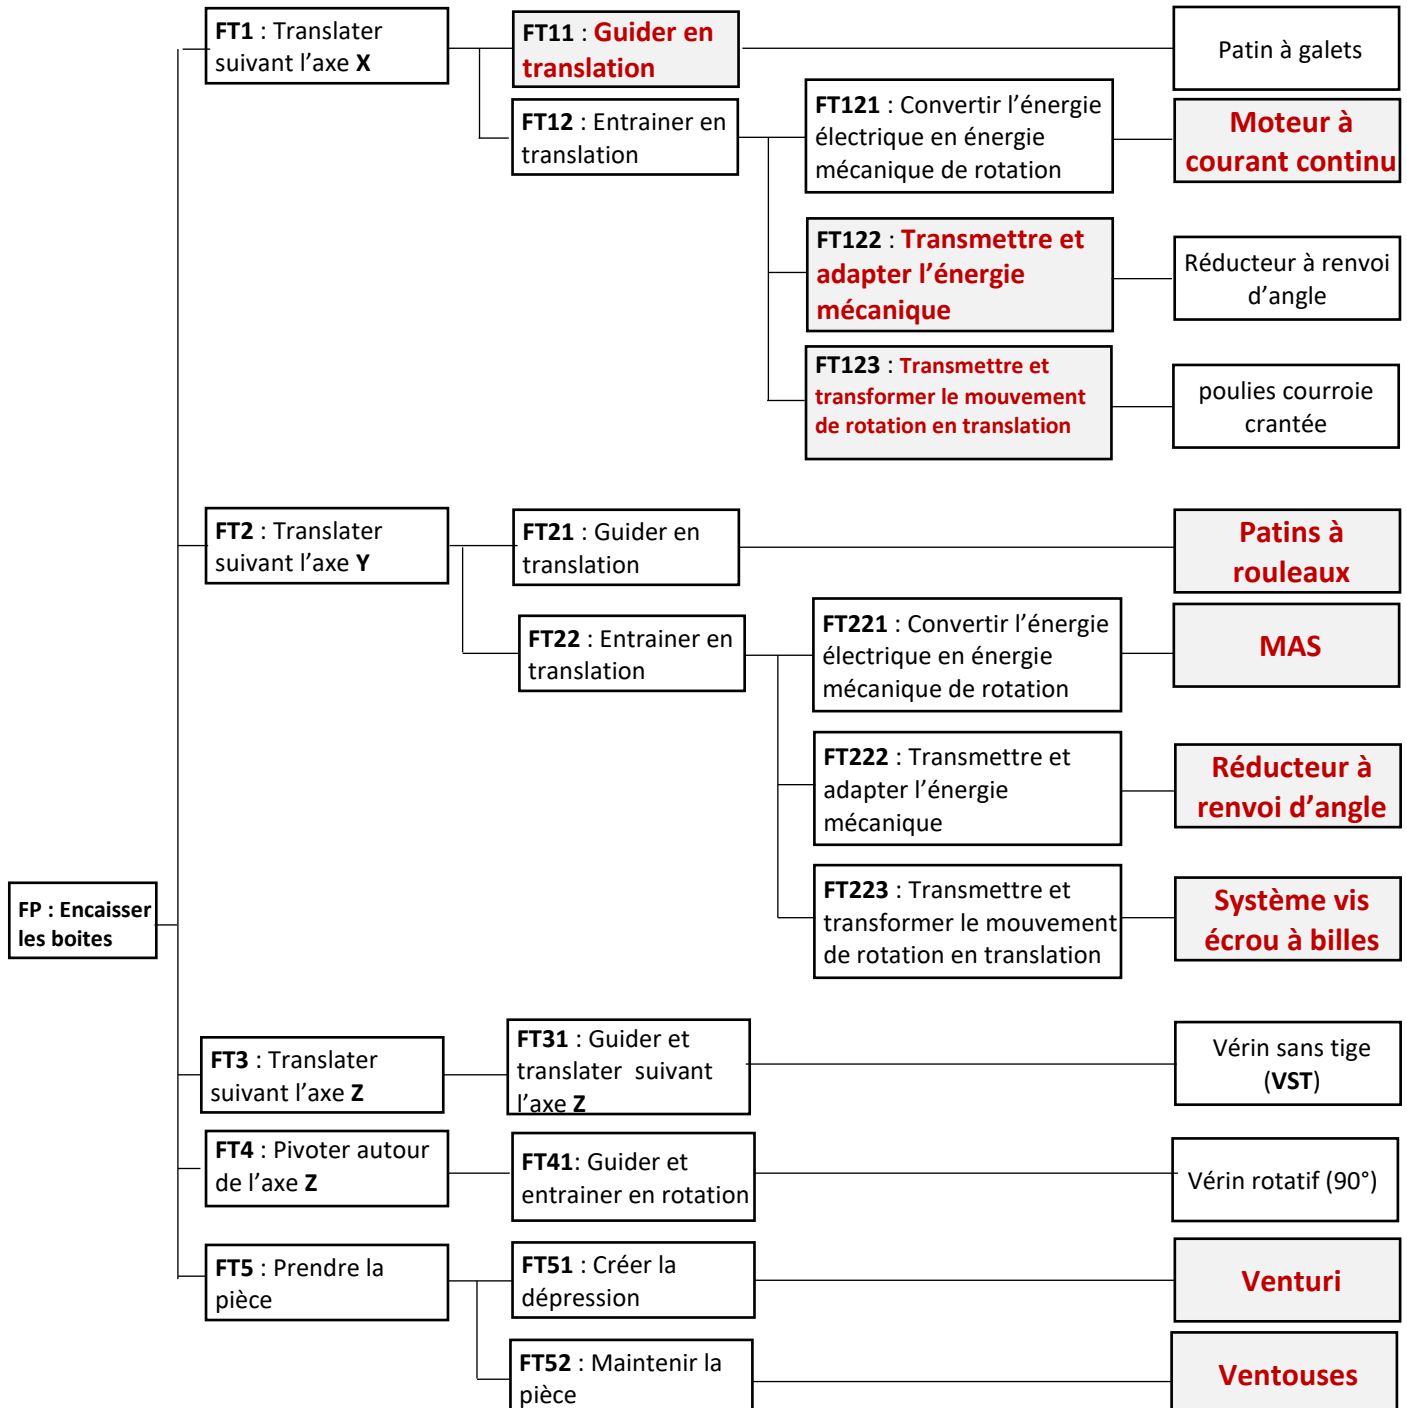 FT1 : Translater
suivant l’axe X
FT11 : Guider en
translation
Patin à galets
FT12 : Entrainer en
translation
FT121 : Convertir l’énergie
électrique en énergie
mécanique de rotation
Moteur à
courant continu
FT122 : Transmettre et
adapter l’énergie
mécanique
Réducteur à renvoi
d’angle
FT123 : Transmettre et
transformer le mouvement
de rotation en translation
poulies courroie
crantée
FT2 : Translater
suivant l’axe Y
FT21 : Guider en
translation
Patins à
rouleaux
FT22 : Entrainer en
translation
FT221 : Convertir l’énergie
électrique en énergie
mécanique de rotation
MAS
FT222 : Transmettre et
adapter l’énergie
mécanique
Réducteur à
renvoi d’angle
FT223 : Transmettre et
transformer le mouvement
de rotation en translation
Système vis
écrou à billes
FP : Encaisser
les boites
FT3 : Translater
suivant l’axe Z
FT31 : Guider et
translater suivant
l’axe Z
Vérin sans tige
(VST)
FT4 : Pivoter autour
de l’axe Z
FT41: Guider et
entrainer en rotation
Vérin rotatif (90°)
FT5 : Prendre la
pièce
FT51 : Créer la
dépression
Venturi
FT52 : Maintenir la
pièce
Ventouses